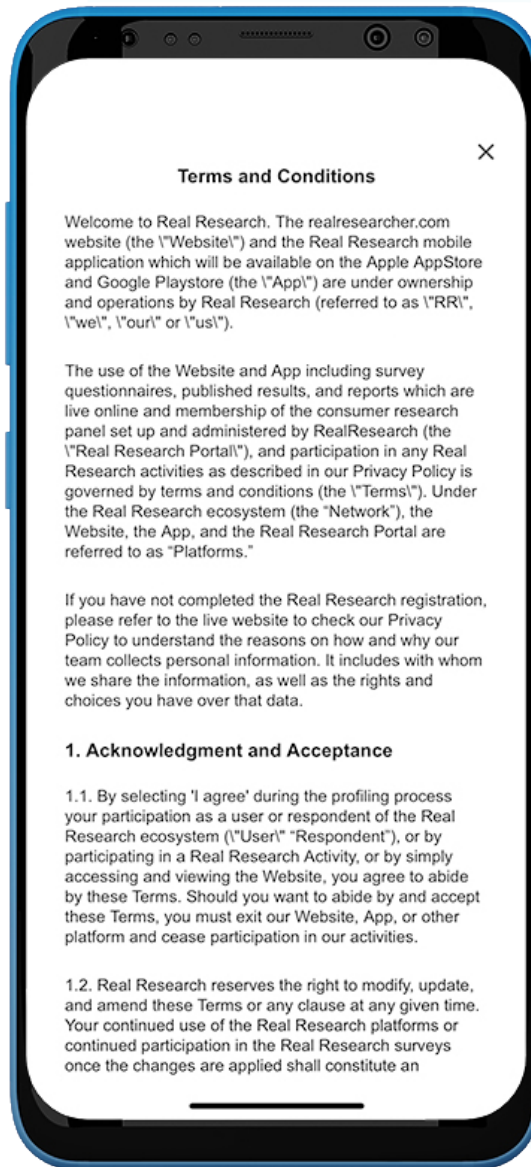 Terms and Conditions
Welcome to Real Research. The realresearcher.com
website (the \"Website\") and the Real Research mobile
application which will be available on the Apple AppStore
and Google Playstore (the \"App\") are under ownership
and operations by Real Research (referred to as \"RR\",
\"we\", \"our\" or \"us\").
The use of the Website and App including survey
questionnaires, published results, and reports which are
live online and membership of the consumer research
panel set up and administered by RealResearch (the
\"Real Research Portal\"), and participation in any Real
Research activities as described in our Privacy Policy is
governed by terms and conditions (the \"Terms\"). Under
the Real Research ecosystem (the “Network”), the
Website, the App, and the Real Research Portal are
referred to as “Platforms.”
If you have not completed the Real Research registration,
please refer to the live website to check our Privacy
Policy to understand the reasons on how and why our
team collects personal information. It includes with whom
we share the information, as well as the rights and
choices you have over that data.
1. Acknowledgment and Acceptance
1.1. By selecting 'I agree' during the profiling process
your participation as a user or respondent of the Real
Research ecosystem (\"User\" “Respondent”), or by
participating in a Real Research Activity, or by simply
accessing and viewing the Website, you agree to abide
by these Terms. Should you want to abide by and accept
these Terms, you must exit our Website, App, or other
platform and cease participation in our activities.
1.2. Real Research reserves the right to modify, update,
and amend these Terms or any clause at any given time.
Your continued use of the Real Research platforms or
continued participation in the Real Research surveys
once the changes are applied shall constitute an